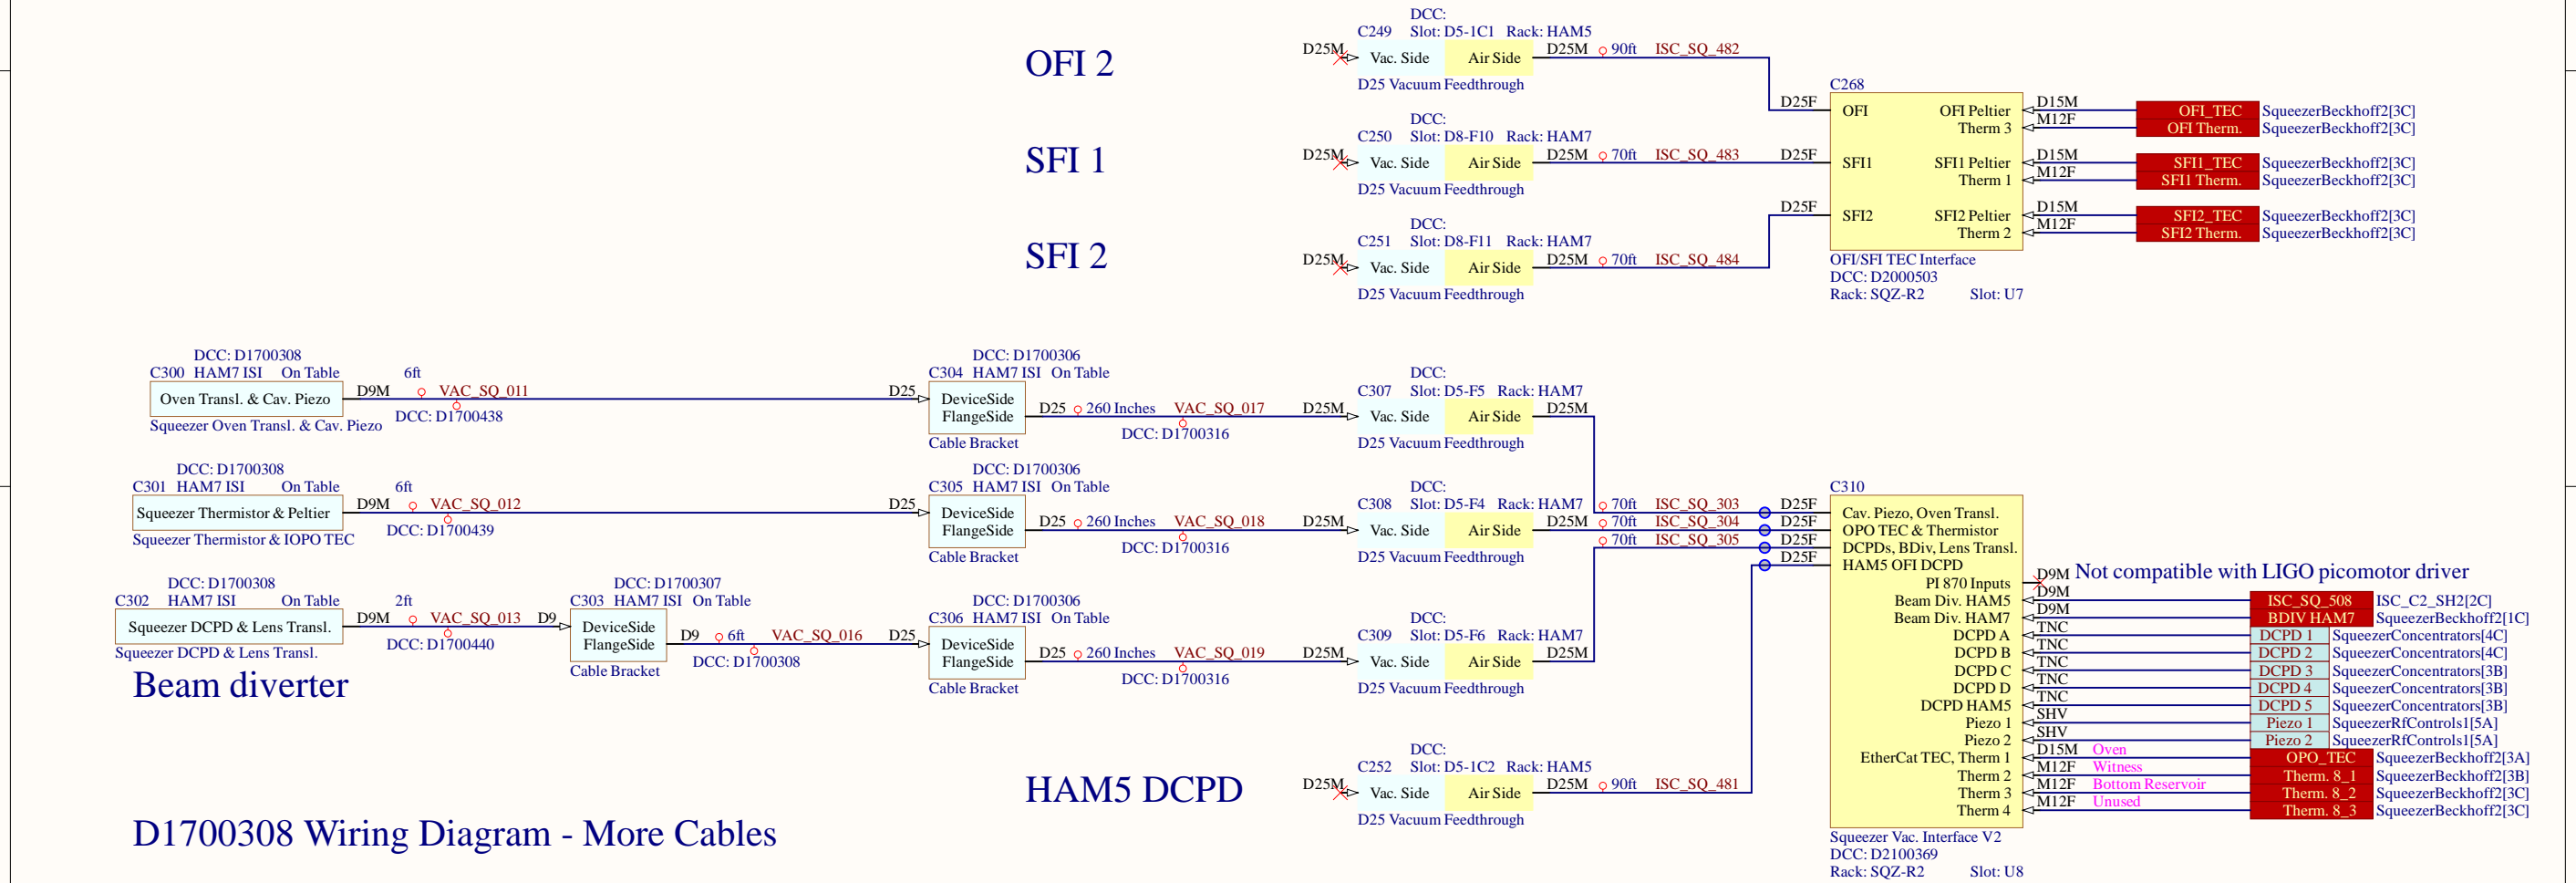 OFI 2
DCC:
C249 Slot: D5-1C1 Rack: HAM5
D25M Vac. Side Air Side D25M 90ft ISC_SQ_482
D25 Vacuum Feedthrough
SFI 1
DCC:
C250 Slot: D8-F10 Rack: HAM7
D25M Vac. Side Air Side D25M 70ft ISC_SQ_483
D25 Vacuum Feedthrough
SFI 2
DCC:
C251 Slot: D8-F11 Rack: HAM7
D25M Vac. Side Air Side D25M 70ft ISC_SQ_484
D25 Vacuum Feedthrough
C268
D25F OFI OFI Peltier D15M OFI_TEC SqueezerBeckhoff2[3C]
Therm 3 M12F OFI Therm. SqueezerBeckhoff2[3C]
D25F SFI1 SFI1 Peltier D15M SFI1_TEC SqueezerBeckhoff2[3C]
Therm 1 M12F SFI1 Therm. SqueezerBeckhoff2[3C]
D25F SFI2 SFI2 Peltier D15M SFI2_TEC SqueezerBeckhoff2[3C]
Therm 2 M12F SFI2 Therm. SqueezerBeckhoff2[3C]
OFI/SFI TEC Interface
DCC: D2000503
Rack: SQZ-R2 Slot: U7
DCC: D1700308
C300 HAM7 ISI On Table 6ft
Oven Transl. & Cav. Piezo D9M VAC_SQ_011 D25
DCC: D1700438
Squeezer Oven Transl. & Cav. Piezo
DCC: D1700306
C304 HAM7 ISI On Table
DeviceSide
FlangeSide D25 260 Inches VAC_SQ_017 D25M
DCC: D1700316
Cable Bracket
DCC:
C307 Slot: D5-F5 Rack: HAM7
Vac. Side Air Side D25M
D25 Vacuum Feedthrough
DCC: D1700308
C301 HAM7 ISI On Table 6ft
Squeezer Thermistor & Peltier D9M VAC_SQ_012 D25
DCC: D1700439
Squeezer Thermistor & IOPO TEC
DCC: D1700306
C305 HAM7 ISI On Table
DeviceSide
FlangeSide D25 260 Inches VAC_SQ_018 D25M
DCC: D1700316
Cable Bracket
DCC:
C308 Slot: D5-F4 Rack: HAM7
Vac. Side Air Side D25M
D25 Vacuum Feedthrough
DCC: D1700308
C302 HAM7 ISI On Table 2ft
Squeezer DCPD & Lens Transl. D9M VAC_SQ_013 D9
DCC: D1700440
Squeezer DCPD & Lens Transl.
Beam diverter
DCC: D1700307
C303 HAM7 ISI On Table
DeviceSide
FlangeSide D9 6ft VAC_SQ_016 D25
DCC: D1700308
Cable Bracket
DCC: D1700306
C306 HAM7 ISI On Table
DeviceSide
FlangeSide D25 260 Inches VAC_SQ_019 D25M
DCC: D1700316
Cable Bracket
DCC:
C309 Slot: D5-F6 Rack: HAM7
Vac. Side Air Side D25M
D25 Vacuum Feedthrough
HAM5 DCPD
DCC:
C252 Slot: D5-1C2 Rack: HAM5
D25M Vac. Side Air Side D25M 90ft ISC_SQ_481
D25 Vacuum Feedthrough
C310
70ft ISC_SQ_303 D25F Cav. Piezo, Oven Transl.
70ft ISC_SQ_304 D25F OPO TEC & Thermistor
70ft ISC_SQ_305 D25F DCPDs, BDiv, Lens Transl.
D25F HAM5 OFI DCPD
PI 870 Inputs D9M Not compatible with LIGO picomotor driver
Beam Div. HAM5 D9M ISC_SQ_508 ISC_C2_SH2[2C]
Beam Div. HAM7 D9M BDIV HAM7 SqueezerBeckhoff2[1C]
DCPD A TNC DCPD 1 SqueezerConcentrators[4C]
DCPD B TNC DCPD 2 SqueezerConcentrators[4C]
DCPD C TNC DCPD 3 SqueezerConcentrators[3B]
DCPD D TNC DCPD 4 SqueezerConcentrators[3B]
DCPD HAM5 TNC DCPD 5 SqueezerConcentrators[3B]
Piezo 1 SHV Piezo 1 SqueezerRfControls1[5A]
Piezo 2 SHV Piezo 2 SqueezerRfControls1[5A]
EtherCat TEC, Therm 1 D15M Oven OPO_TEC SqueezerBeckhoff2[3A]
Therm 2 M12F Witness Therm. 8_1 SqueezerBeckhoff2[3B]
Therm 3 M12F Bottom Reservoir Therm. 8_2 SqueezerBeckhoff2[3C]
Therm 4 M12F Unused Therm. 8_3 SqueezerBeckhoff2[3C]
Squeezer Vac. Interface V2
DCC: D2100369
Rack: SQZ-R2 Slot: U8
D1700308 Wiring Diagram - More Cables